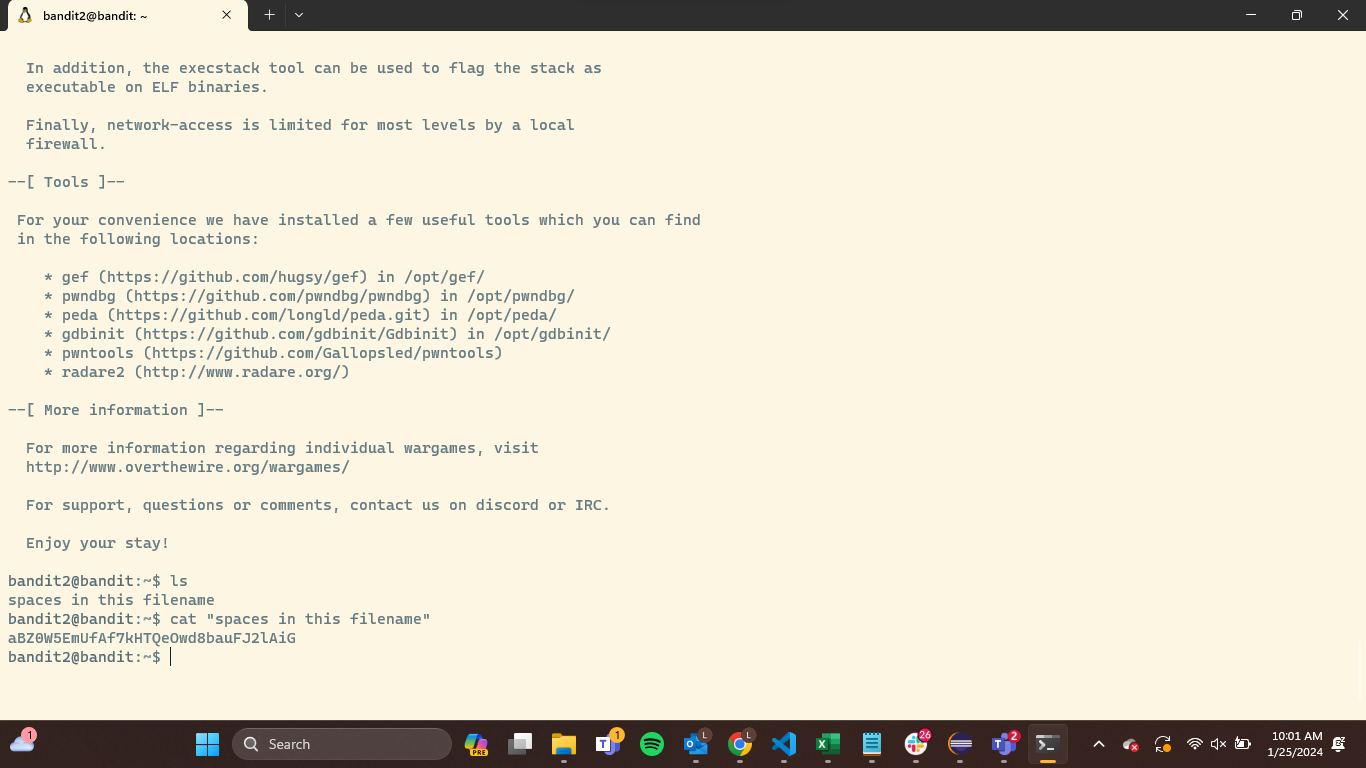 bandit2@bandit: ~
In addition, the execstack tool can be used to flag the stack as
executable on ELF binaries.
Finally, network-access is limited for most levels by a local
firewall.
--[ Tools ]--
For your convenience we have installed a few useful tools which you can find
in the following locations:
* gef (https://github.com/hugsy/gef) in /opt/gef/
* pwndbg (https://github.com/pwndbg/pwndbg) in /opt/pwndbg/
* peda (https://github.com/longld/peda.git) in /opt/peda/
* gdbinit (https://github.com/gdbinit/Gdbinit) in /opt/gdbinit/
* pwntools (https://github.com/Gallopsled/pwntools)
* radare2 (http://www.radare.org/)
--[ More information ]--
For more information regarding individual wargames, visit
http://www.overthewire.org/wargames/
For support, questions or comments, contact us on discord or IRC.
Enjoy your stay!
bandit2@bandit:~$ ls
spaces in this filename
bandit2@bandit:~$ cat "spaces in this filename"
aBZ0W5EmUfAf7kHTQeOwd8bauFJ2lAiG
bandit2@bandit:~$
1
Search
PRE
T
1
L
L
26
T
2
10:01 AM
1/25/2024